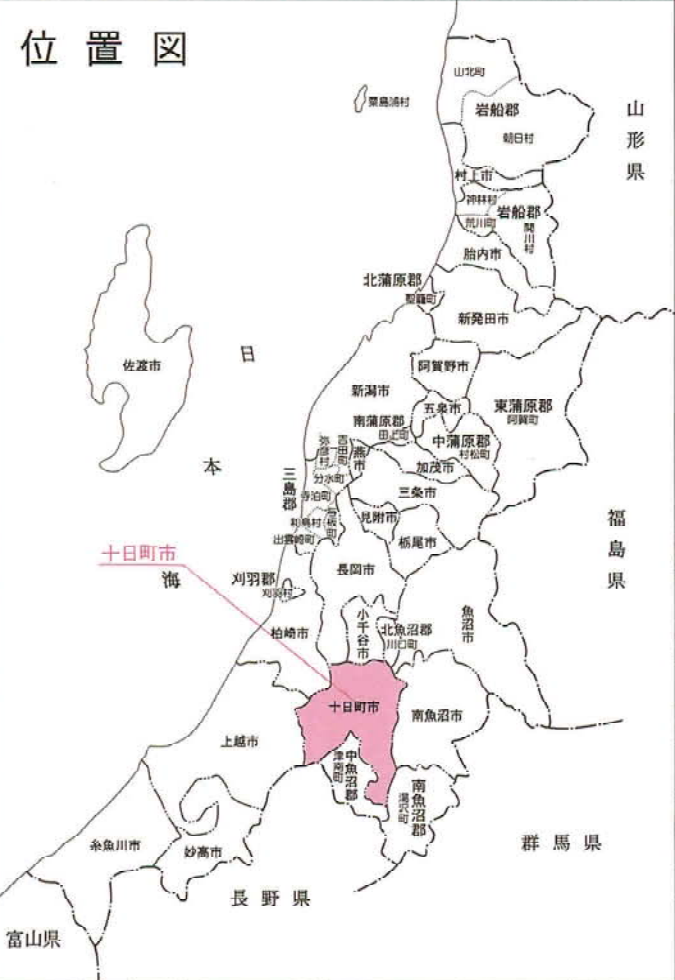 位置図
山北町
粟島浦村
岩船郡
朝日村
山形県
村上市
神林村
岩船郡
荒川町
関川村
胎内市
北蒲原郡
聖籠町
新発田市
日本海
佐渡市
阿賀野市
新潟市
五泉市
東蒲原郡
阿賀町
南蒲原郡
田上町
中蒲原郡
村松町
弥彦村
吉田町
燕市
加茂市
分水町
三島郡
三条市
寺泊町
和島村
与板町
見附市
出雲崎町
栃尾市
福島県
十日町市
長岡市
刈羽郡
刈羽村
小千谷市
北魚沼郡
川口町
魚沼市
柏崎市
十日町市
南魚沼市
上越市
中魚沼郡
津南町
南魚沼郡
湯沢町
糸魚川市
妙高市
群馬県
長野県
富山県